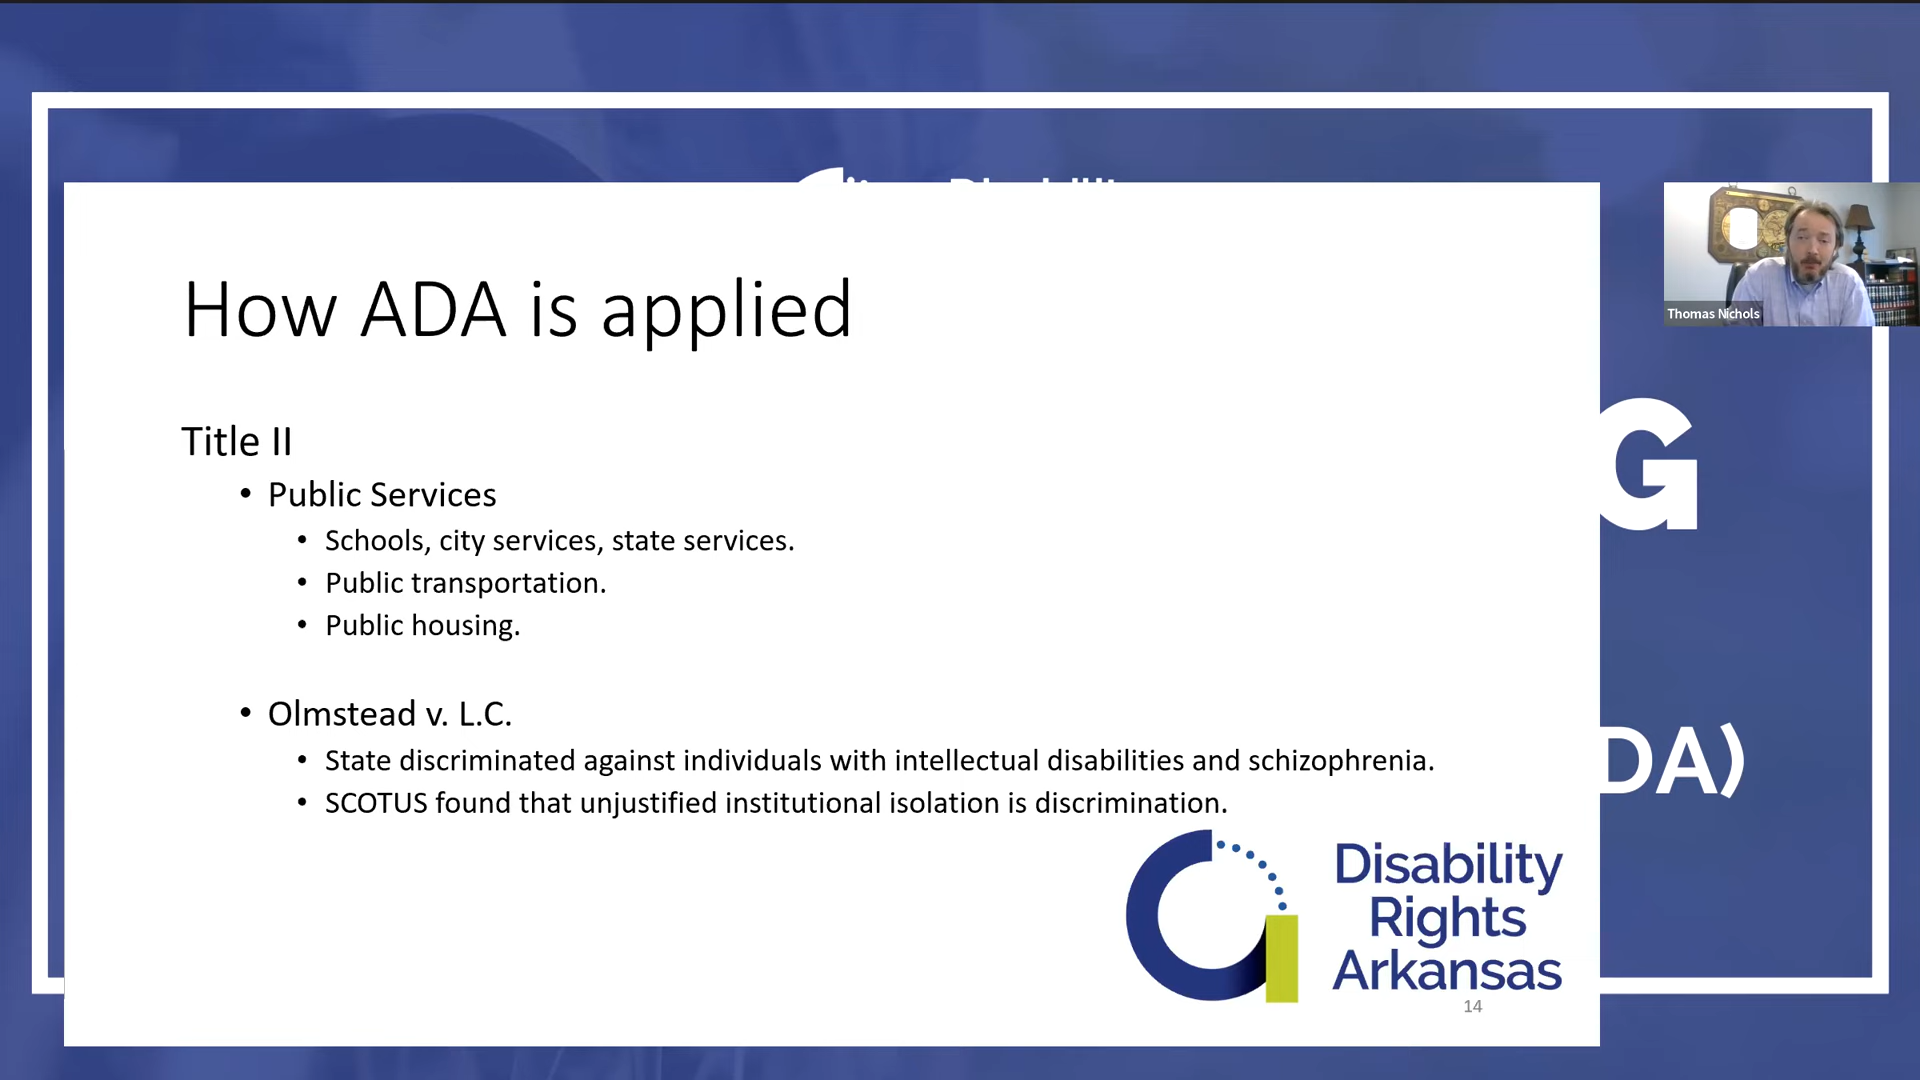 How ADA is applied
Thomas Nichols
Title II
• Public Services
• Schools, city services, state services.
• Public transportation.
• Public housing.
• Olmstead v. L.C.
• State discriminated against individuals with intellectual disabilities and schizophrenia.
• SCOTUS found that unjustified institutional isolation is discrimination.
G
DA)
Disability
Rights
Arkansas
14